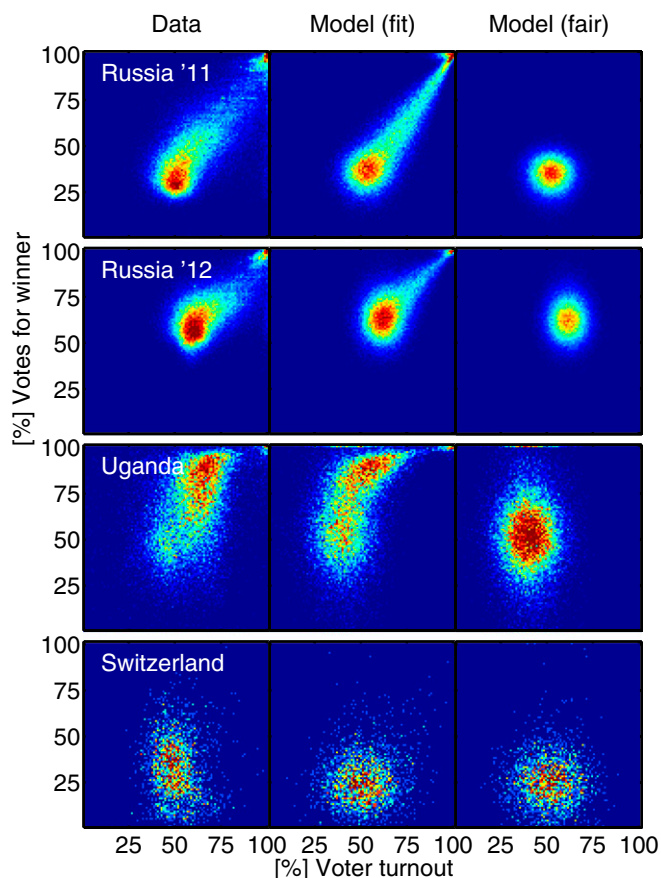 Data Model (fit) Model (fair)
100 Russia '11
75
50
25
100 Russia '12
75
50
25
100 Uganda
75
50
25
100 Switzerland
75
50
25
[%] Votes for winner
25 50 75 100 25 50 75 100 25 50 75 100
[%] Voter turnout